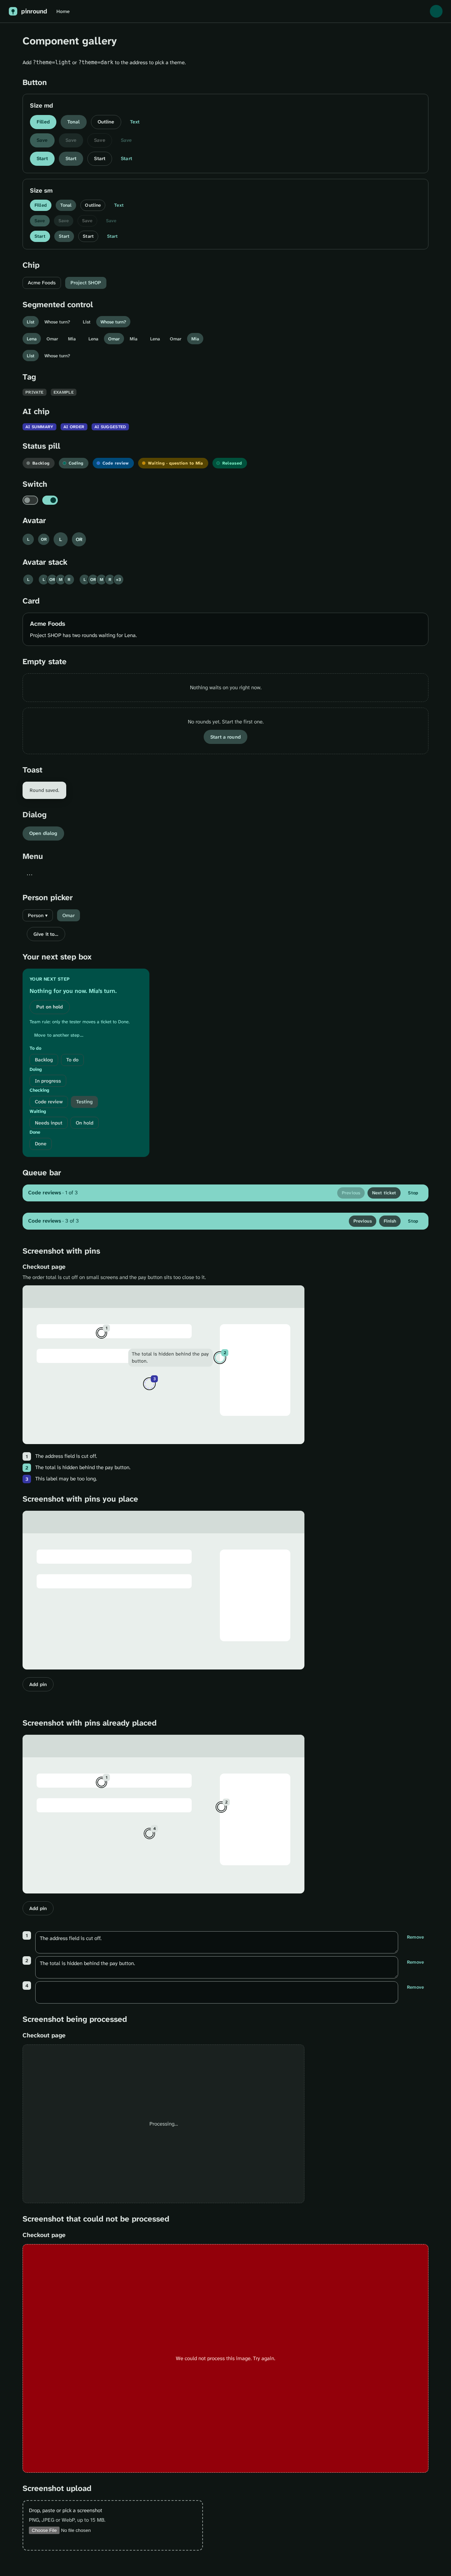 pinround Home
Component gallery
Add ?theme=light or ?theme=dark to the address to pick a theme.
Button
Size md
Filled Tonal Outline Text
Save Save Save Save
Start Start Start Start
Size sm
Filled Tonal Outline Text
Save Save Save Save
Start Start Start Start
Chip
Acme Foods Project SHOP
Segmented control
List Whose turn? List Whose turn?
Lena Omar Mia Lena Omar Mia Lena Omar Mia
List Whose turn?
Tag
PRIVATE EXAMPLE
AI chip
AI SUMMARY AI ORDER AI SUGGESTED
Status pill
Backlog Coding Code review Waiting · question to Mia Released
Switch
Avatar
L OR L OR
Avatar stack
L L OR M R L OR M R +3
Card
Acme Foods
Project SHOP has two rounds waiting for Lena.
Empty state
Nothing waits on you right now.
No rounds yet. Start the first one.
Start a round
Toast
Round saved.
Dialog
Open dialog
Menu
...
Person picker
Person ▾ Omar
Give it to...
Your next step box
YOUR NEXT STEP
Nothing for you now. Mia's turn.
Put on hold
Team rule: only the tester moves a ticket to Done.
Move to another step...
To do
Backlog To do
Doing
In progress
Checking
Code review Testing
Waiting
Needs input On hold
Done
Done
Queue bar
Code reviews · 1 of 3 Previous Next ticket Stop
Code reviews · 3 of 3 Previous Finish Stop
Screenshot with pins
Checkout page
The order total is cut off on small screens and the pay button sits too close to it.
1
The total is hidden behind the pay button.
2
3
1 The address field is cut off.
2 The total is hidden behind the pay button.
3 This label may be too long.
Screenshot with pins you place
Add pin
Screenshot with pins already placed
1
2
4
Add pin
1 The address field is cut off. Remove
2 The total is hidden behind the pay button. Remove
4 Remove
Screenshot being processed
Checkout page
Processing...
Screenshot that could not be processed
Checkout page
We could not process this image. Try again.
Screenshot upload
Drop, paste or pick a screenshot
PNG, JPEG or WebP, up to 15 MB.
Choose File No file chosen